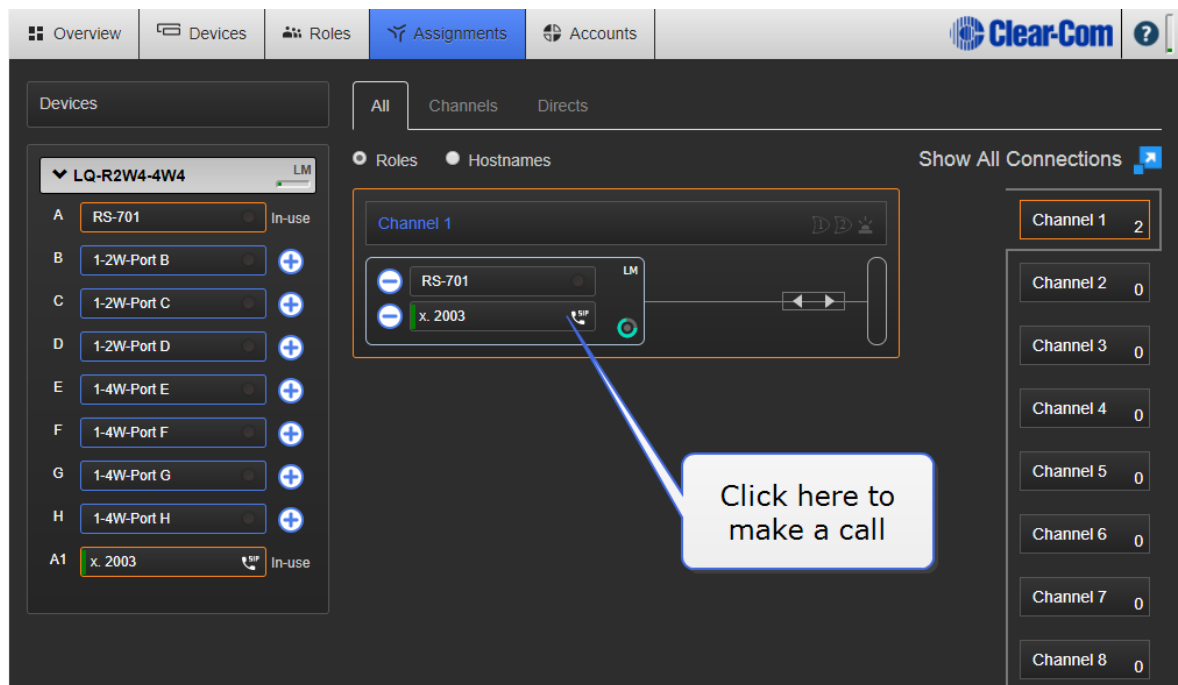 Overview Devices Roles Assignments Accounts Clear-Com ?
Devices
All Channels Directs
Roles Hostnames
Show All Connections
LQ-R2W4-4W4 LM
A RS-701 In-use
B 1-2W-Port B
C 1-2W-Port C
D 1-2W-Port D
E 1-4W-Port E
F 1-4W-Port F
G 1-4W-Port G
H 1-4W-Port H
A1 x. 2003 SIP In-use
Channel 1 1 2
RS-701 LM
x. 2003 SIP
Click here to
make a call
Channel 1 2
Channel 2 0
Channel 3 0
Channel 4 0
Channel 5 0
Channel 6 0
Channel 7 0
Channel 8 0